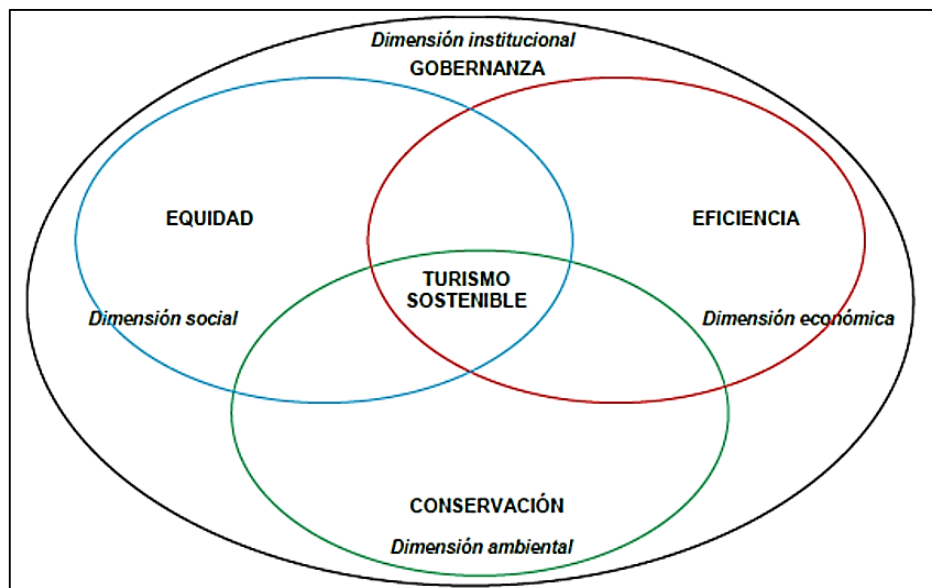 Dimensión institucional
GOBERNANZA
EQUIDAD
EFICIENCIA
TURISMO
SOSTENIBLE
Dimensión social
Dimensión económica
CONSERVACIÓN
Dimensión ambiental